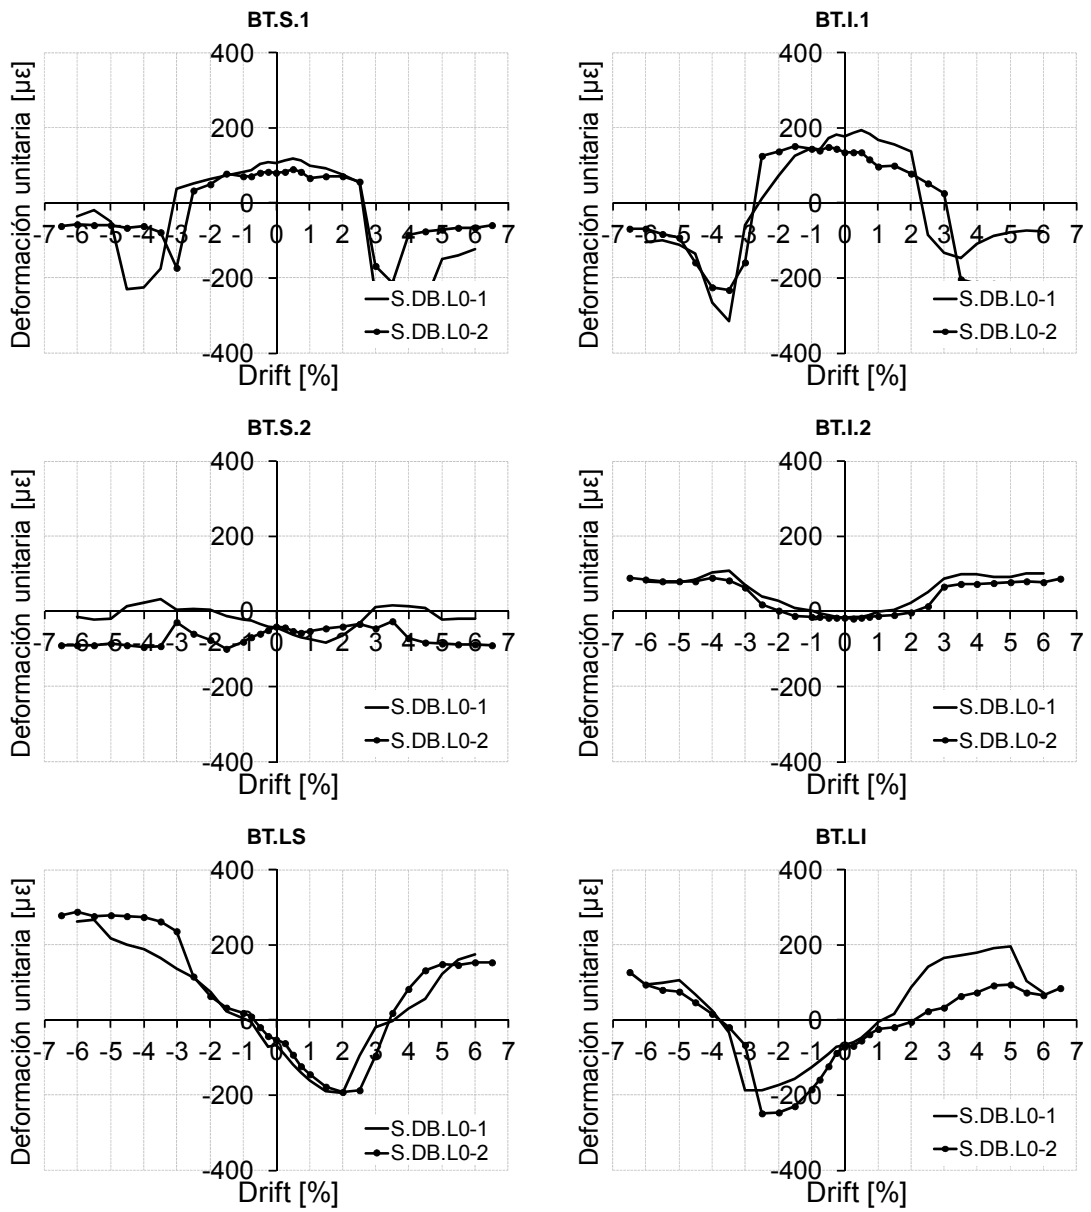 BT.S.1
Deformación unitaria [µε]
400
200
0
-200
-400
-7 -6 -5 -4 -3 -2 -1 0 1 2 3 4 5 6 7
S.DB.L0-1
S.DB.L0-2
Drift [%]
BT.I.1
Deformación unitaria [µε]
400
200
0
-200
-400
-7 -6 -5 -4 -3 -2 -1 0 1 2 3 4 5 6 7
S.DB.L0-1
S.DB.L0-2
Drift [%]
BT.S.2
Deformación unitaria [µε]
400
200
0
-200
-400
-7 -6 -5 -4 -3 -2 -1 0 1 2 3 4 5 6 7
S.DB.L0-1
S.DB.L0-2
Drift [%]
BT.I.2
Deformación unitaria [µε]
400
200
0
-200
-400
-7 -6 -5 -4 -3 -2 -1 0 1 2 3 4 5 6 7
S.DB.L0-1
S.DB.L0-2
Drift [%]
BT.LS
Deformación unitaria [µε]
400
200
0
-200
-400
-7 -6 -5 -4 -3 -2 -1 0 1 2 3 4 5 6 7
S.DB.L0-1
S.DB.L0-2
Drift [%]
BT.LI
Deformación unitaria [µε]
400
200
0
-200
-400
-7 -6 -5 -4 -3 -2 -1 0 1 2 3 4 5 6 7
S.DB.L0-1
S.DB.L0-2
Drift [%]